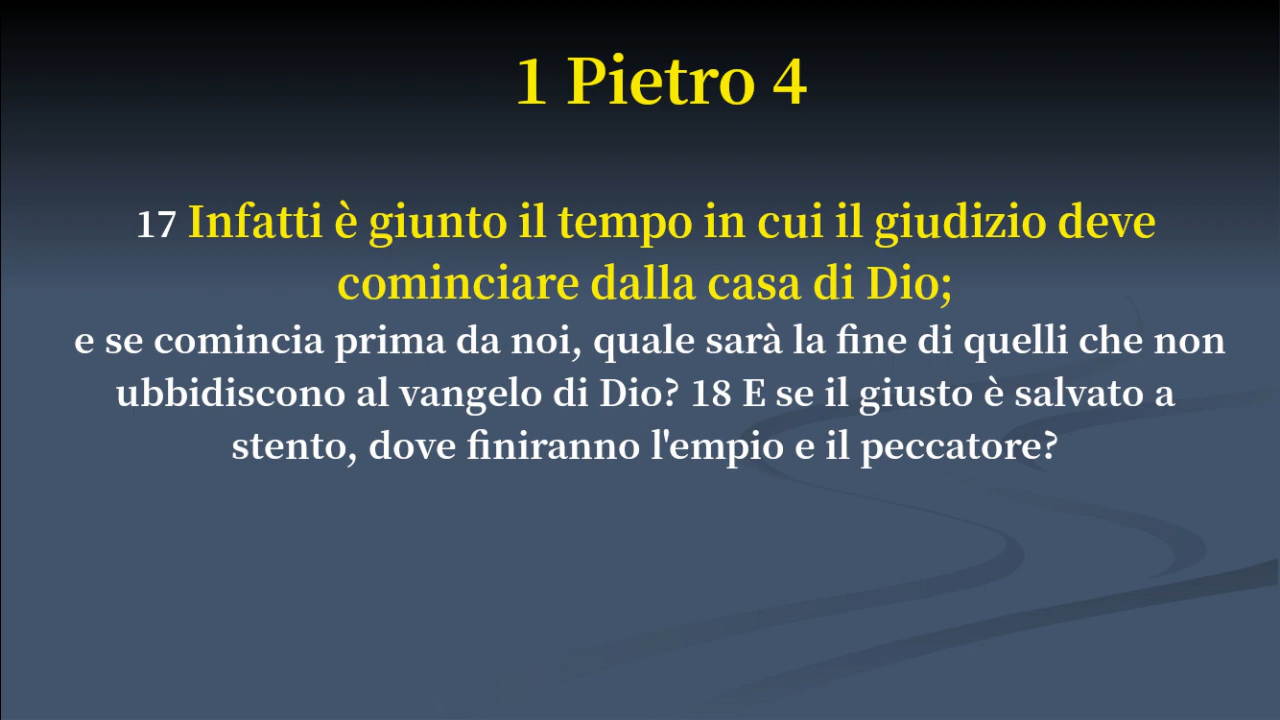 1 Pietro 4
17 Infatti è giunto il tempo in cui il giudizio deve
cominciare dalla casa di Dio;
e se comincia prima da noi, quale sarà la fine di quelli che non
ubbidiscono al vangelo di Dio? 18 E se il giusto è salvato a
stento, dove finiranno l'empio e il peccatore?